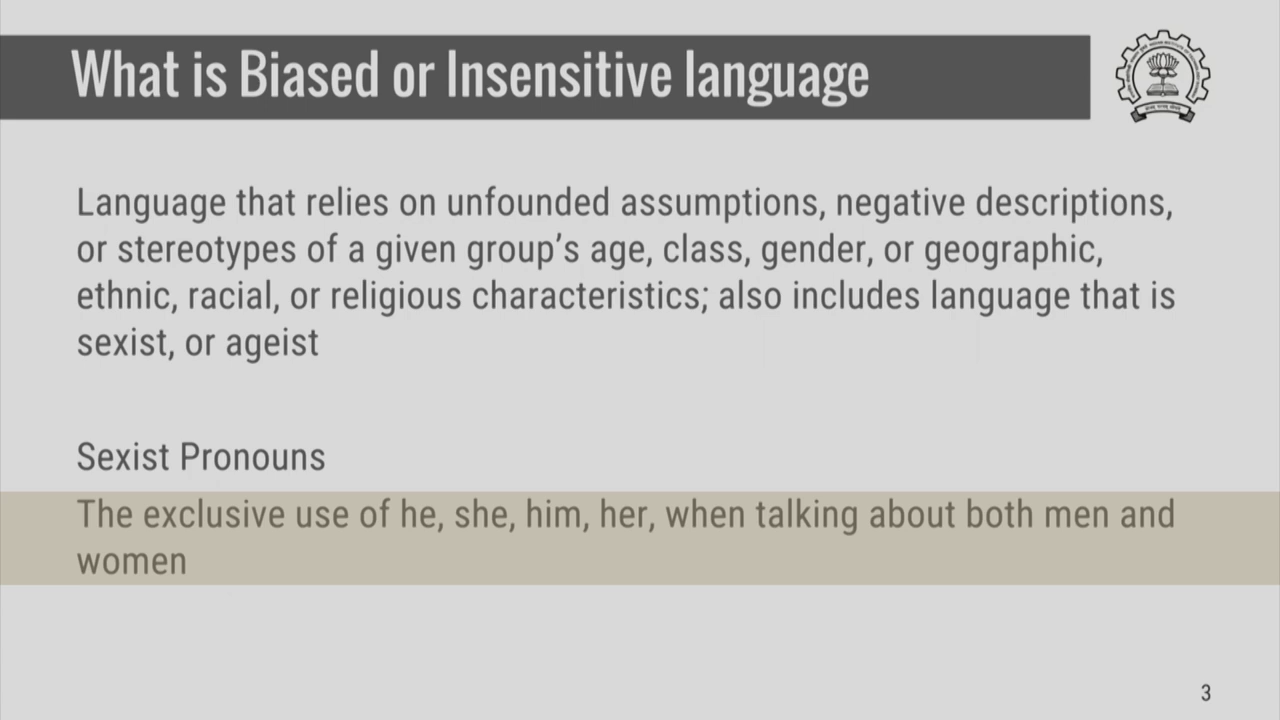 What is Biased or Insensitive language
Language that relies on unfounded assumptions, negative descriptions,
or stereotypes of a given group's age, class, gender, or geographic,
ethnic, racial, or religious characteristics; also includes language that is
sexist, or ageist
Sexist Pronouns
The exclusive use of he, she, him, her, when talking about both men and
women
3